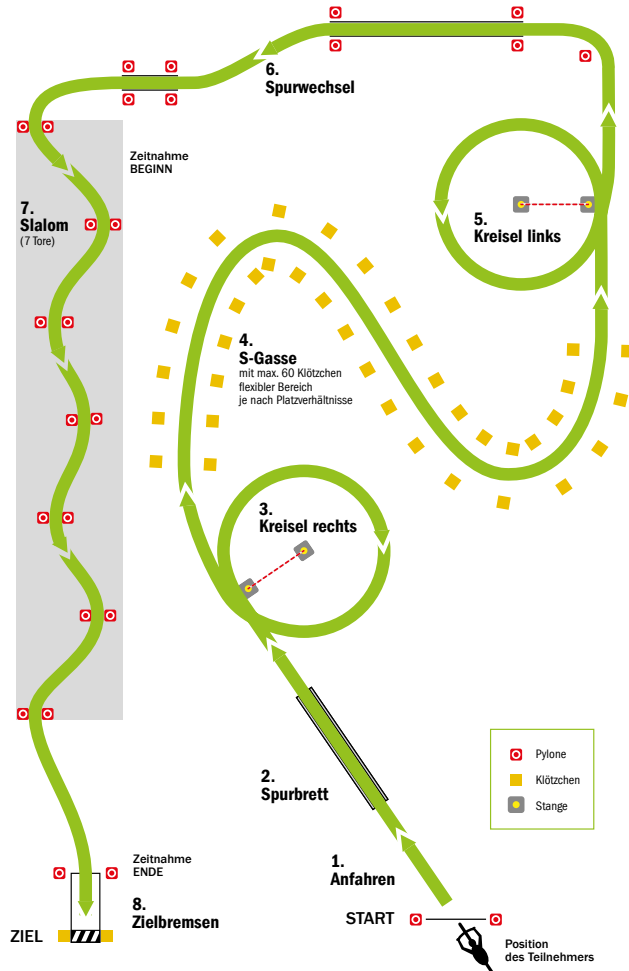 6.
Spurwechsel
Zeitnahme
BEGINN
7.
Slalom
(7 Tore)
5.
Kreisel links
4.
S-Gasse
mit max. 60 Klötzchen
flexibler Bereich
je nach Platzverhältnisse
3.
Kreisel rechts
2.
Spurbrett
Pylone
Klötzchen
Stange
1.
Anfahren
Zeitnahme
ENDE
8.
Zielbremsen
ZIEL
START
Position
des Teilnehmers